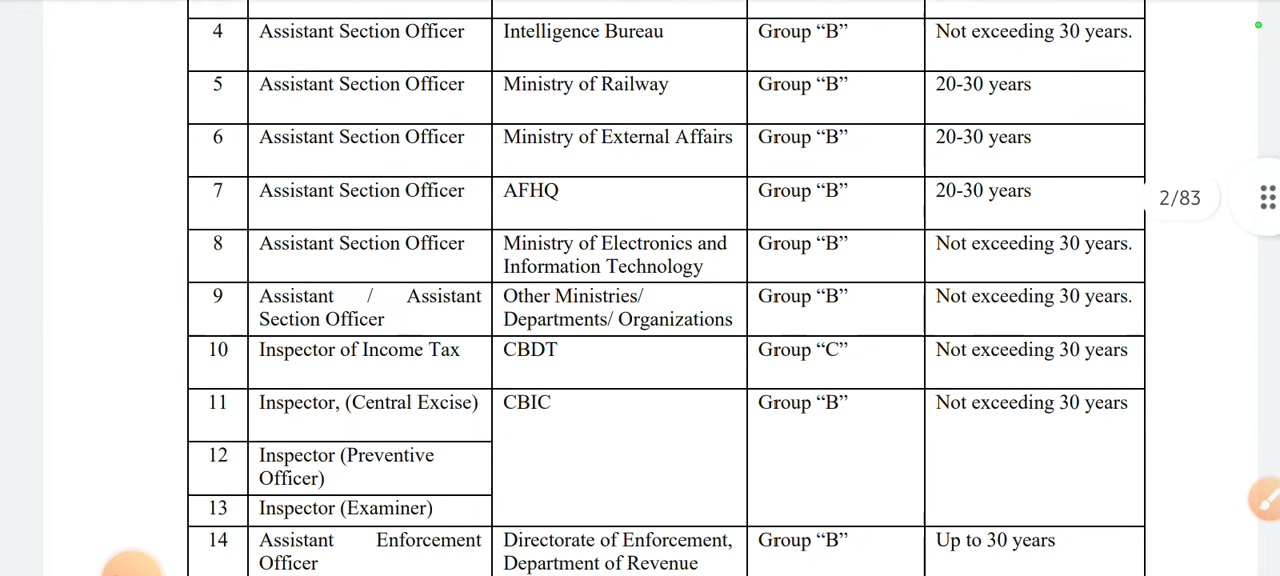 4 Assistant Section Officer Intelligence Bureau Group “B” Not exceeding 30 years.
5 Assistant Section Officer Ministry of Railway Group “B” 20-30 years
6 Assistant Section Officer Ministry of External Affairs Group “B” 20-30 years
7 Assistant Section Officer AFHQ Group “B” 20-30 years
2/83
8 Assistant Section Officer Ministry of Electronics and Group “B” Not exceeding 30 years.
Information Technology
9 Assistant / Assistant Other Ministries/ Group “B” Not exceeding 30 years.
Section Officer Departments/ Organizations
10 Inspector of Income Tax CBDT Group “C” Not exceeding 30 years
11 Inspector, (Central Excise) CBIC Group “B” Not exceeding 30 years
12 Inspector (Preventive
Officer)
13 Inspector (Examiner)
14 Assistant Enforcement Directorate of Enforcement, Group “B” Up to 30 years
Officer Department of Revenue